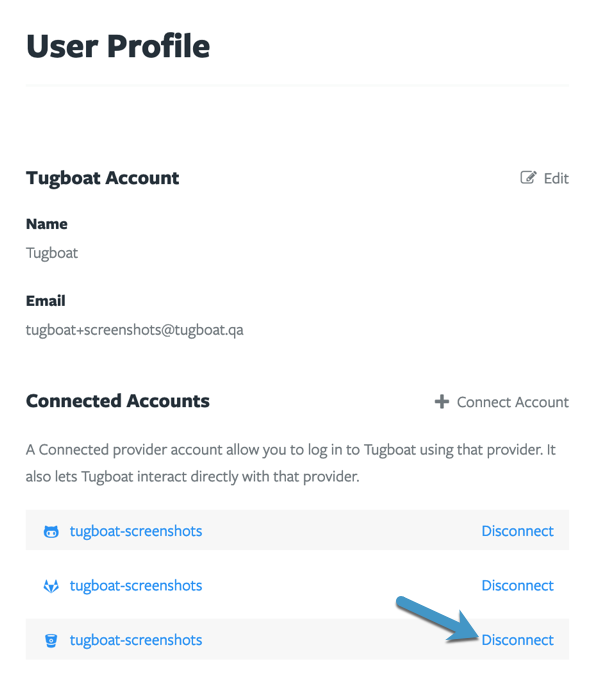 User Profile
Tugboat Account
Edit
Name
Tugboat
Email
tugboat+screenshots@tugboat.qa
Connected Accounts
Connect Account
A Connected provider account allow you to log in to Tugboat using that provider. It
also lets Tugboat interact directly with that provider.
tugboat-screenshots
Disconnect
tugboat-screenshots
Disconnect
tugboat-screenshots
Disconnect